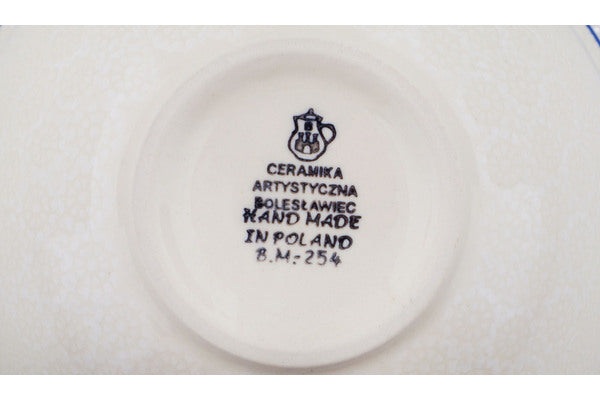 CERAMIKA
ARTYSTYCZNA
BOLESŁAWIEC
HAND MADE
IN POLAND
B.M.-254